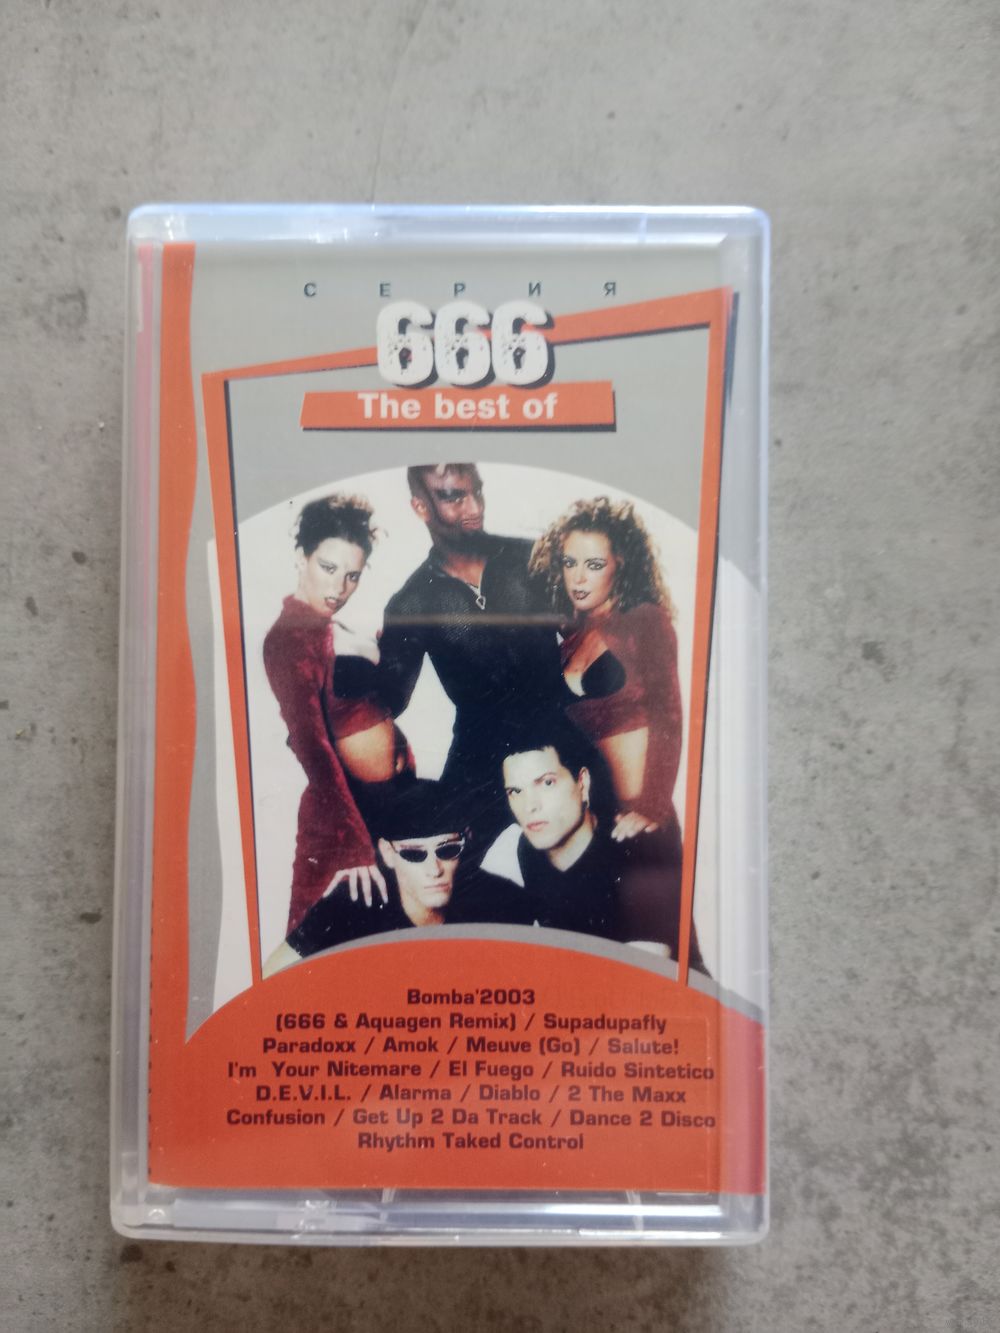 СЕРИЯ
666
The best of
Bomba'2003
(666 & Aquagen Remix) / Supadupafly
Paradoxx / Amok / Meuve (Go) / Salute!
I'm Your Nitemare / El Fuego / Ruido Sintetico
D.E.V.I.L. / Alarma / Diablo / 2 The Maxx
Confusion / Get Up 2 Da Track / Dance 2 Disco
Rhythm Taked Control